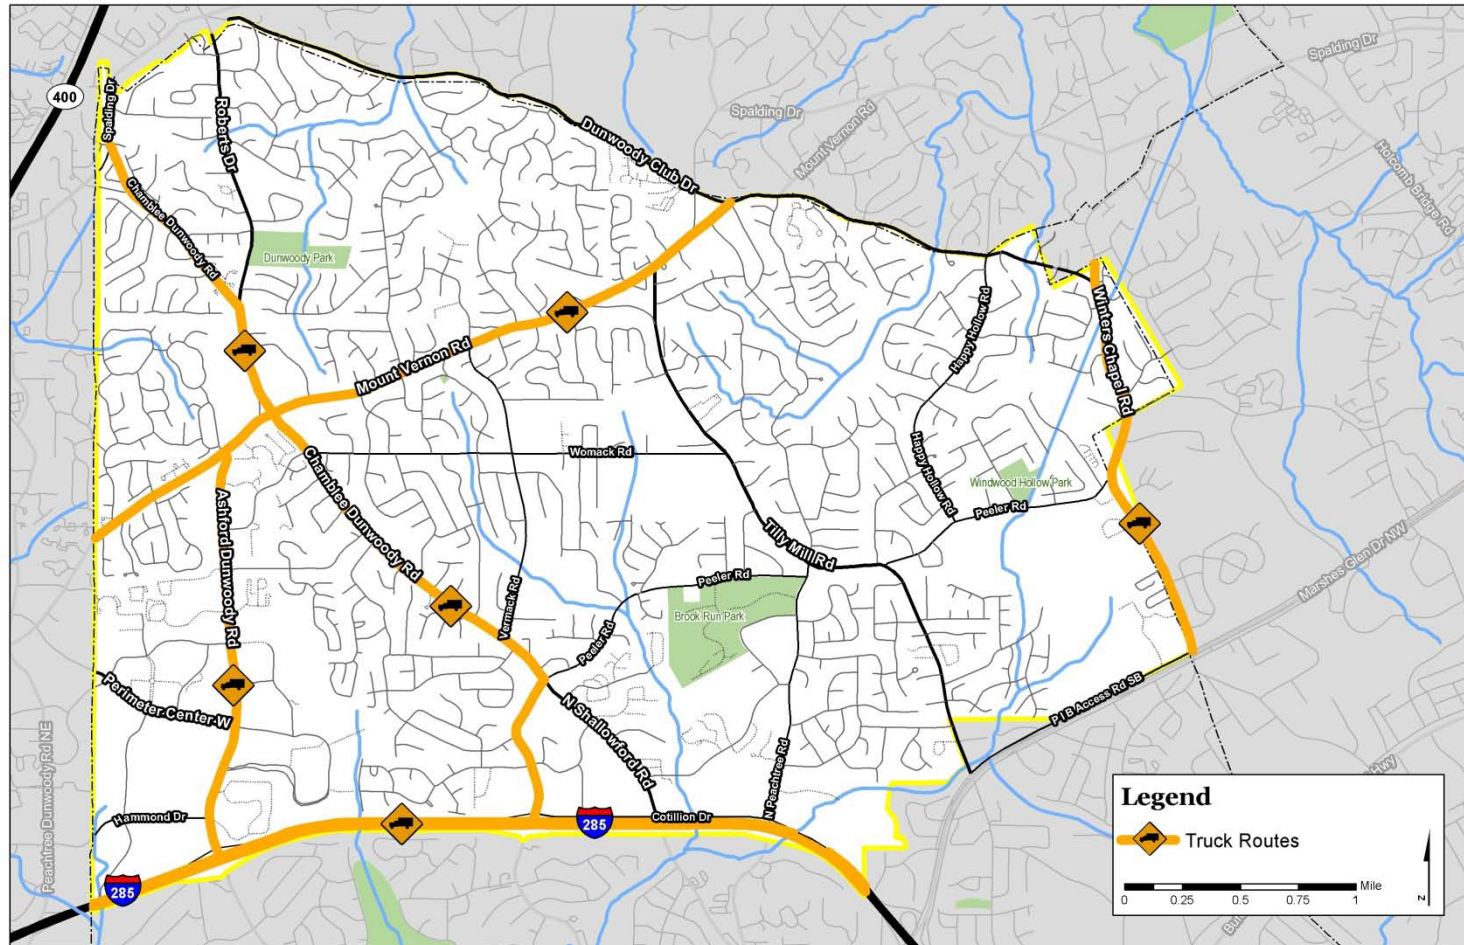 400
Spalding Dr
Roberts Dr
Chamblee Dunwoody Rd
Dunwoody Park
Dunwoody Club Dr
Spalding Dr
Mount Vernon Rd
Spalding Dr
Holcomb Bridge Rd
Mount Vernon Rd
Happy Hollow Rd
Winters Chapel Rd
Womack Rd
Chamblee Dunwoody Rd
Ashford Dunwoody Rd
Happy Hollow Rd
Windwood Hollow Park
Peeler Rd
Tilly Mill Rd
Marshes Glen Dr NW
Vermack Rd
Peeler Rd
Peeler Rd
Brook Run Park
Perimeter Center W
N Shallowford Rd
N Peachtree Rd
P I B Access Rd SB
Peachtree Dunwoody Rd NE
Hammond Dr
285
Cotillion Dr
285
Hwy
Legend
Truck Routes
Mile
0 0.25 0.5 0.75 1
Z